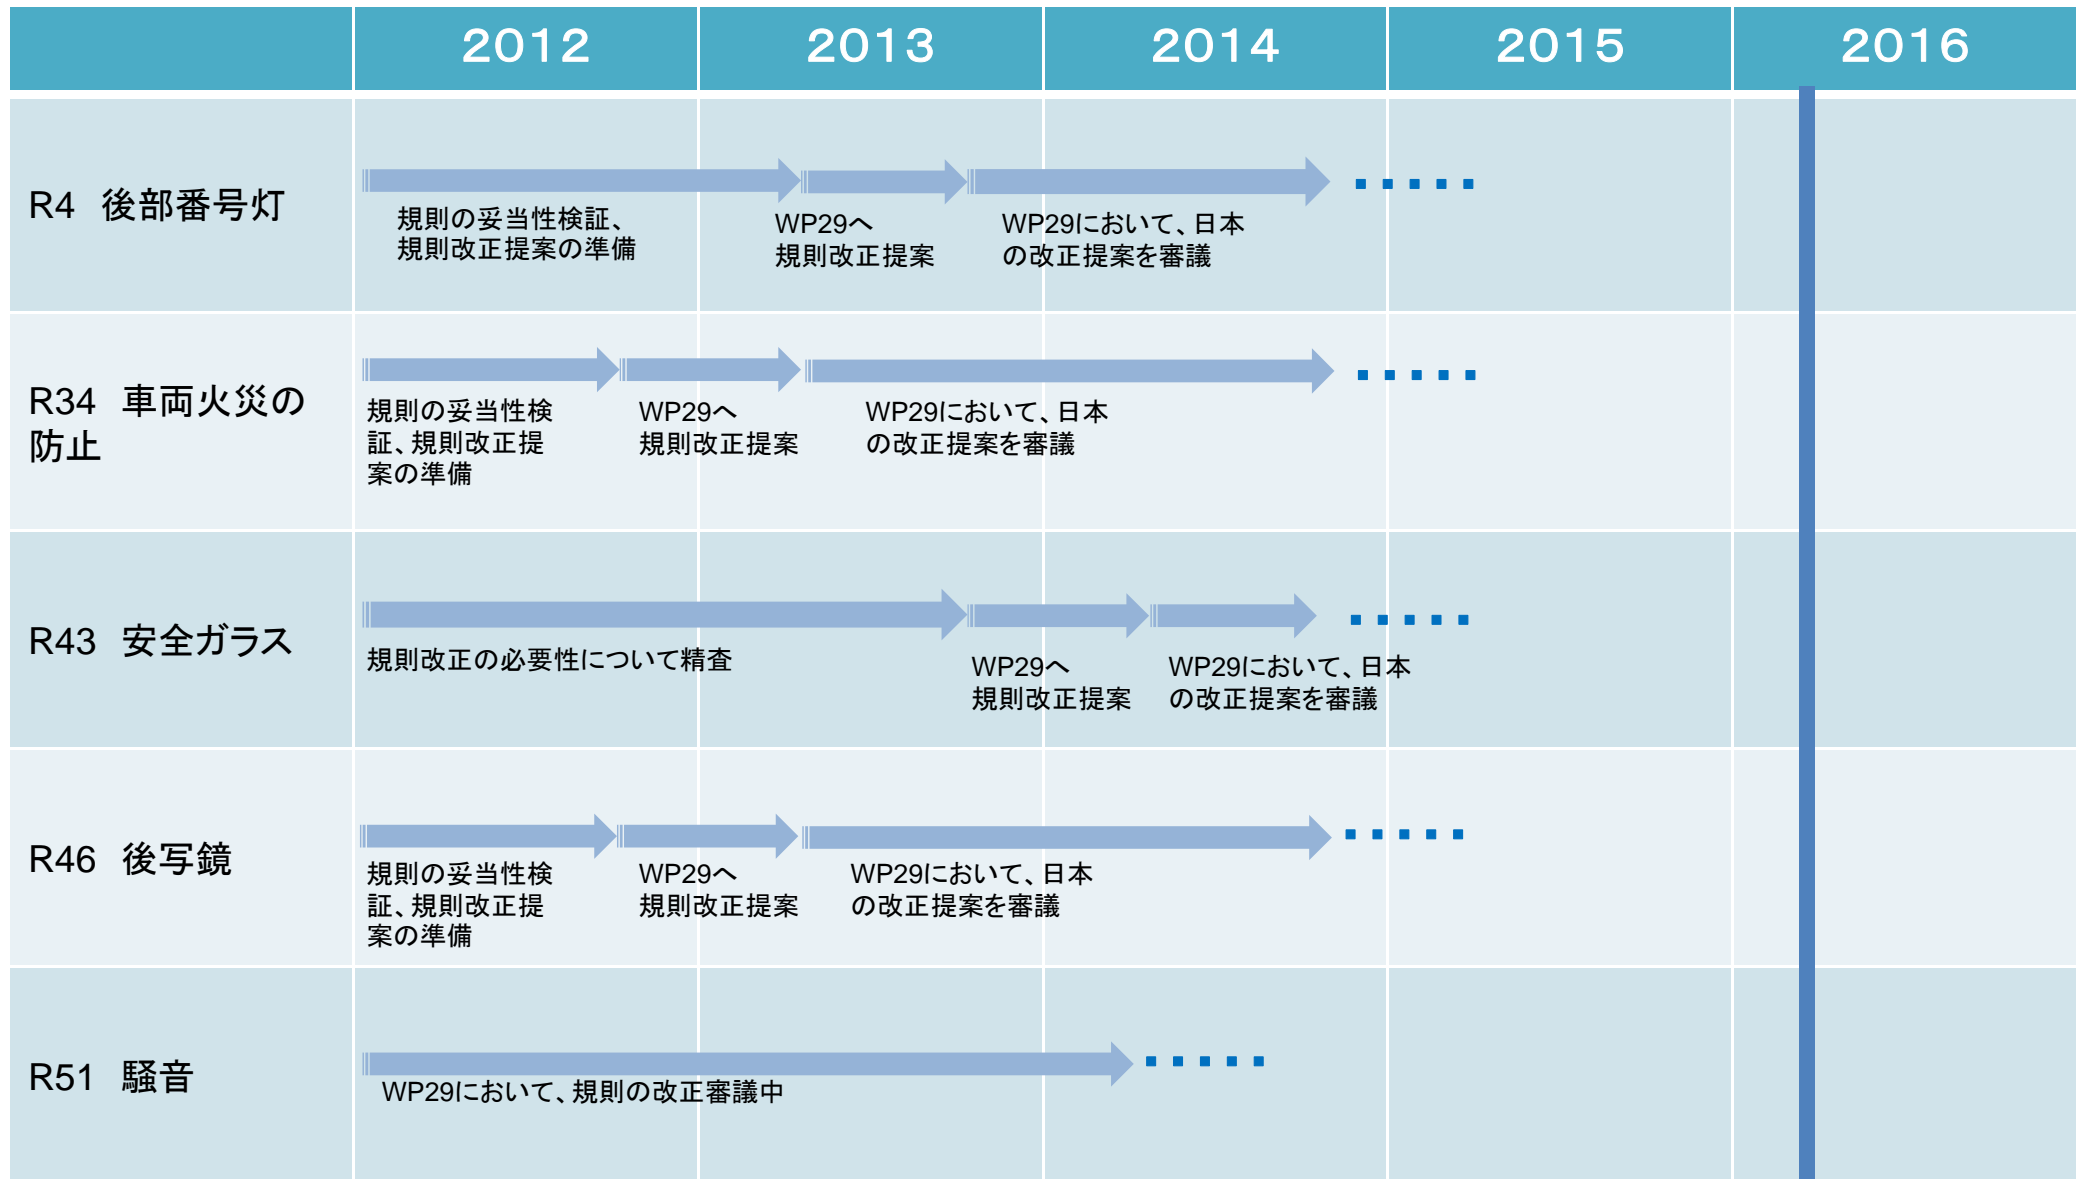 2012 2013 2014 2015 2016
R4 後部番号灯
規則の妥当性検証、
規則改正提案の準備
WP29へ
規則改正提案
WP29において、日本
の改正提案を審議
R34 車両火災の
防止
規則の妥当性検
証、規則改正提
案の準備
WP29へ
規則改正提案
WP29において、日本
の改正提案を審議
R43 安全ガラス
規則改正の必要性について精査
WP29へ
規則改正提案
WP29において、日本
の改正提案を審議
R46 後写鏡
規則の妥当性検
証、規則改正提
案の準備
WP29へ
規則改正提案
WP29において、日本
の改正提案を審議
R51 騒音
WP29において、規則の改正審議中